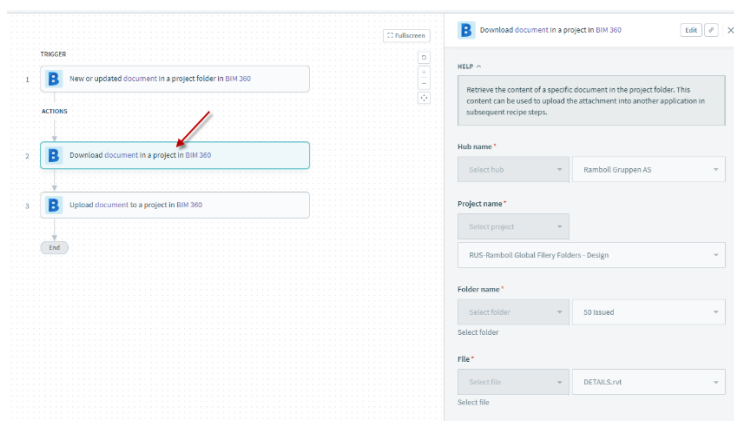 Fullscreen
TRIGGER
1 New or updated document in a project folder in BIM 360
ACTIONS
2 Download document in a project in BIM 360
3 Upload document to a project in BIM 360
End
Download document in a project in BIM 360
Edit
HELP
Retrieve the content of a specific document in the project folder. This
content can be used to upload the attachment into another application in
subsequent recipe steps.
Hub name *
Select hub Ramboll Gruppen AS
Project name *
Select project
RUS-Ramboll Global Filery Folders - Design
Folder name *
Select folder 50 Issued
Select folder
File *
Select file DETAILS.rvt
Select file